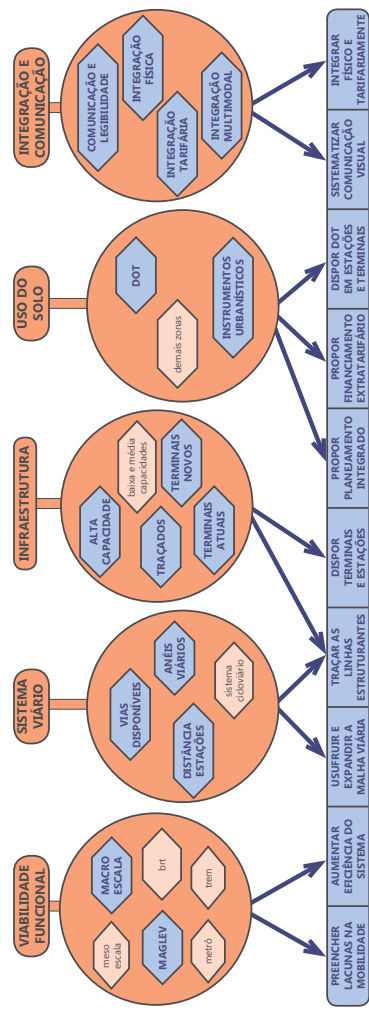 VIABILIDADE
FUNCIONAL
meso
escala
MACRO
ESCALA
MAGLEV
brt
metrô
trem
SISTEMA
VIÁRIO
VIAS
DISPONÍVEIS
ANÉIS
VIÁRIOS
DISTÂNCIA
ESTAÇÕES
sistema
cicloviário
INFRAESTRUTURA
ALTA
CAPACIDADE
baixa e média
capacidades
TRAÇADOS
TERMINAIS
NOVOS
TERMINAIS
ATUAIS
USO DO
SOLO
DOT
demais zonas
INSTRUMENTOS
URBANÍSTICOS
INTEGRAÇÃO E
COMUNICAÇÃO
COMUNICAÇÃO E
LEGIBILIDADE
INTEGRAÇÃO
FÍSICA
INTEGRAÇÃO
TARIFÁRIA
INTEGRAÇÃO
MULTIMODAL
PREENCHER
LACUNAS NA
MOBILIDADE
AUMENTAR
EFICIÊNCIA DO
SISTEMA
USUFRUIR E
EXPANDIR A
MALHA VIÁRIA
TRAÇAR AS
LINHAS
ESTRUTURANTES
DISPOR
TERMINAIS
E ESTAÇÕES
PROPOR
PLANEJAMENTO
INTEGRADO
PROPOR
FINANCIAMENTO
EXTRATARIFÁRIO
DISPOR DOT
EM ESTAÇÕES
E TERMINAIS
SISTEMATIZAR
COMUNICAÇÃO
VISUAL
INTEGRAR
FÍSICO E
TARIFARIAMENTE